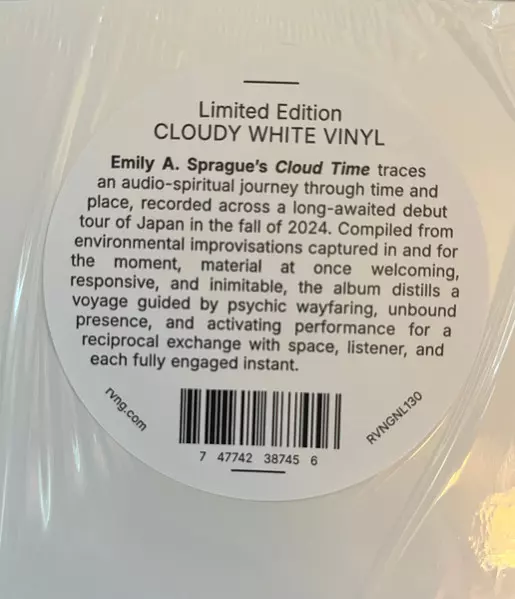 Limited Edition
CLOUDY WHITE VINYL
Emily A. Sprague's Cloud Time traces
an audio-spiritual journey through time and
place, recorded across a long-awaited debut
tour of Japan in the fall of 2024. Compiled from
environmental improvisations captured in and for
the moment, material at once welcoming,
responsive, and inimitable, the album distills a
voyage guided by psychic wayfaring, unbound
presence, and activating performance for a
reciprocal exchange with space, listener, and
each fully engaged instant.
rvng.com
RVNGNL130
7 47742 38745 6